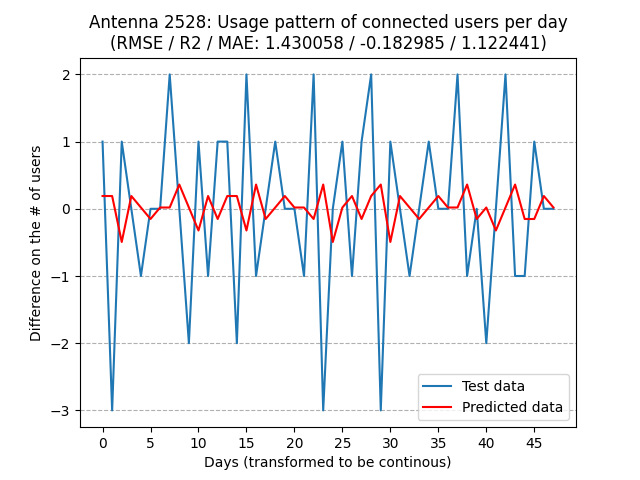 Antenna 2528: Usage pattern of connected users per day
(RMSE / R2 / MAE: 1.430058 / -0.182985 / 1.122441)
Difference on the # of users
2
1
0
−1
−2
−3
Test data
Predicted data
0 5 10 15 20 25 30 35 40 45
Days (transformed to be continous)